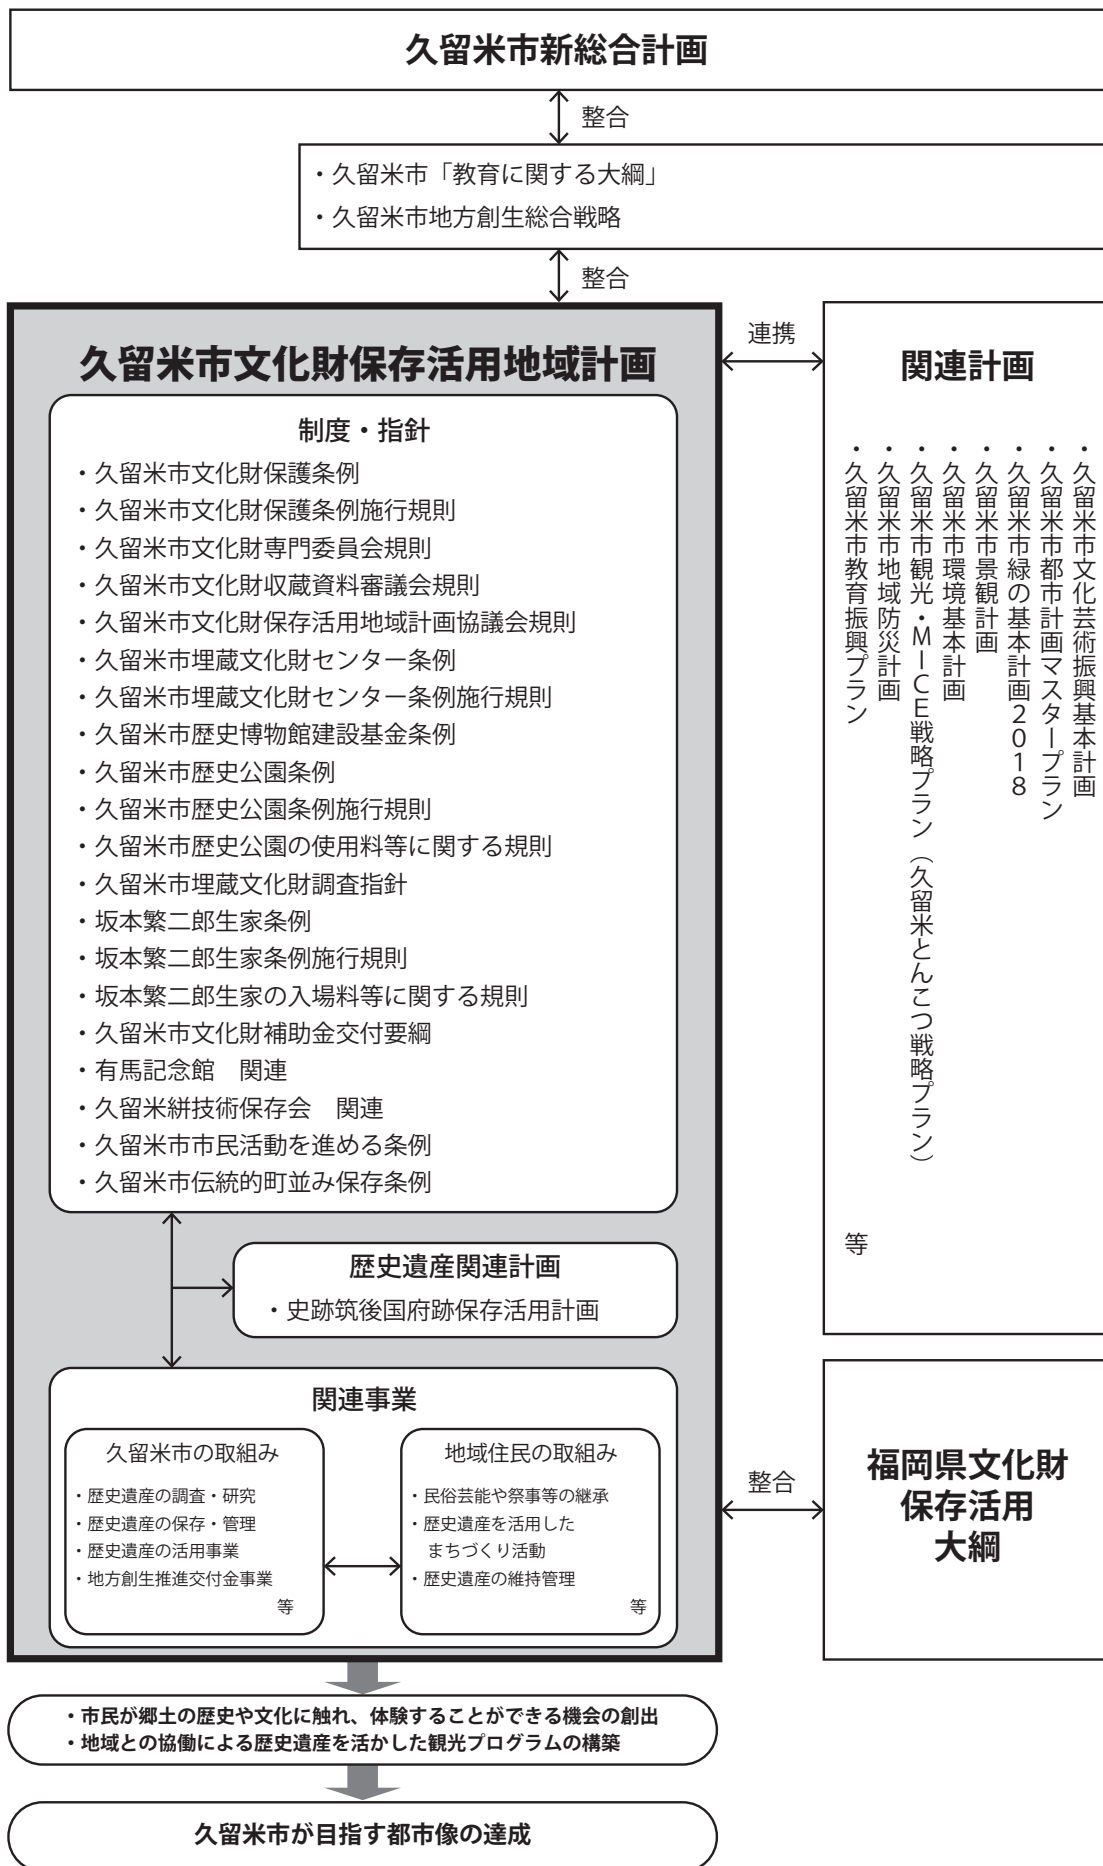 久留米市新総合計画
整合
・久留米市「教育に関する大綱」
・久留米市地方創生総合戦略
整合
久留米市文化財保存活用地域計画
制度・指針
・久留米市文化財保護条例
・久留米市文化財保護条例施行規則
・久留米市文化財専門委員会規則
・久留米市文化財収蔵資料審議会規則
・久留米市文化財保存活用地域計画協議会規則
・久留米市埋蔵文化財センター条例
・久留米市埋蔵文化財センター条例施行規則
・久留米市歴史博物館建設基金条例
・久留米市歴史公園条例
・久留米市歴史公園条例施行規則
・久留米市歴史公園の使用料等に関する規則
・久留米市埋蔵文化財調査指針
・坂本繁二郎生家条例
・坂本繁二郎生家条例施行規則
・坂本繁二郎生家の入場料等に関する規則
・久留米市文化財補助金交付要綱
・有馬記念館　関連
・久留米絣技術保存会　関連
・久留米市市民活動を進める条例
・久留米市伝統的町並み保存条例
歴史遺産関連計画
・史跡筑後国府跡保存活用計画
関連事業
久留米市の取組み
・歴史遺産の調査・研究
・歴史遺産の保存・管理
・歴史遺産の活用事業
・地方創生推進交付金事業
等
地域住民の取組み
・民俗芸能や祭事等の継承
・歴史遺産を活用した
まちづくり活動
・歴史遺産の維持管理
等
連携
関連計画
・久留米市文化芸術振興基本計画
・久留米市都市計画マスタープラン
・久留米市緑の基本計画2018
・久留米市景観計画
・久留米市環境基本計画
・久留米市観光・MICE戦略プラン（久留米とんこつ戦略プラン）
・久留米市地域防災計画
・久留米市教育振興プラン
等
整合
福岡県文化財
保存活用
大綱
・市民が郷土の歴史や文化に触れ、体験することができる機会の創出
・地域との協働による歴史遺産を活かした観光プログラムの構築
久留米市が目指す都市像の達成